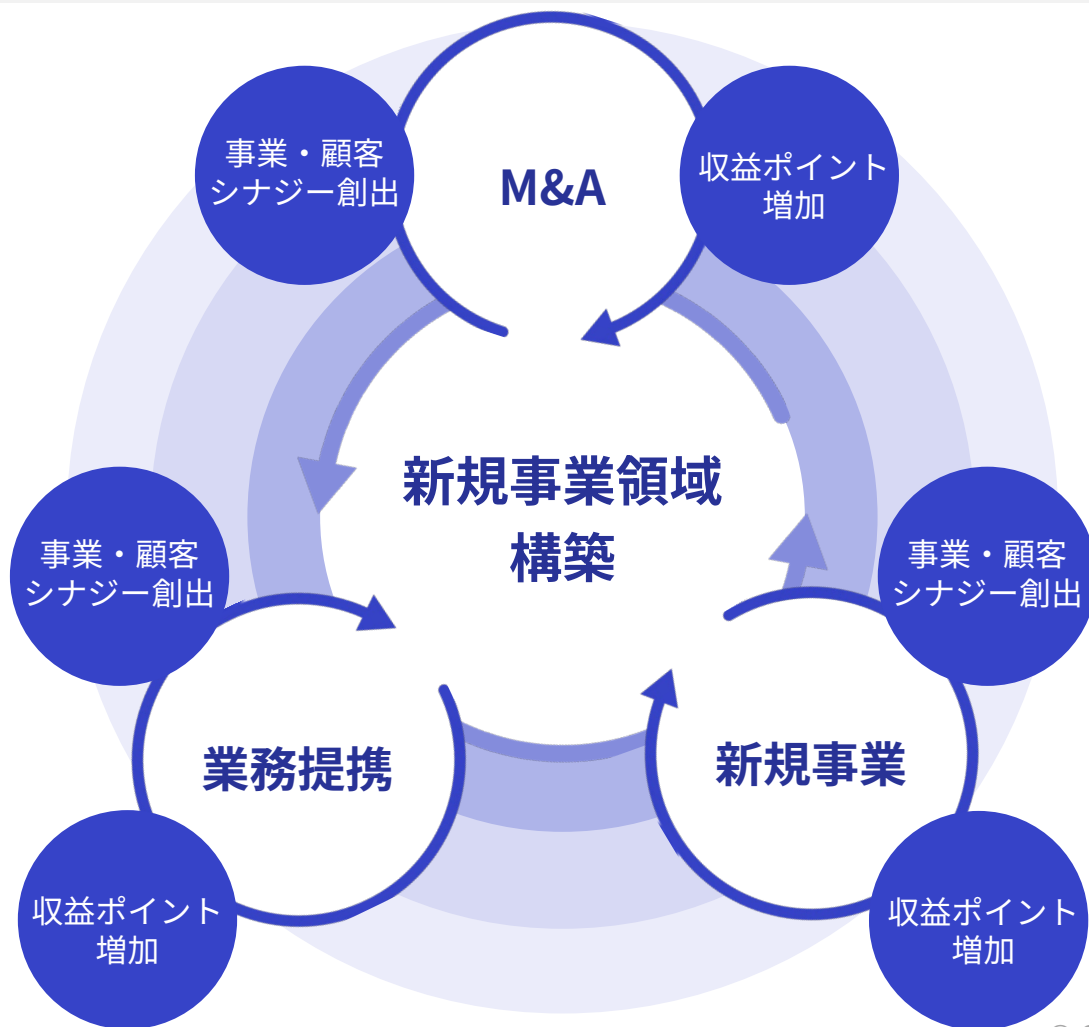 事業・顧客
シナジー創出
M&A
収益ポイント
増加
新規事業領域
構築
事業・顧客
シナジー創出
事業・顧客
シナジー創出
業務提携
新規事業
収益ポイント
増加
収益ポイント
増加